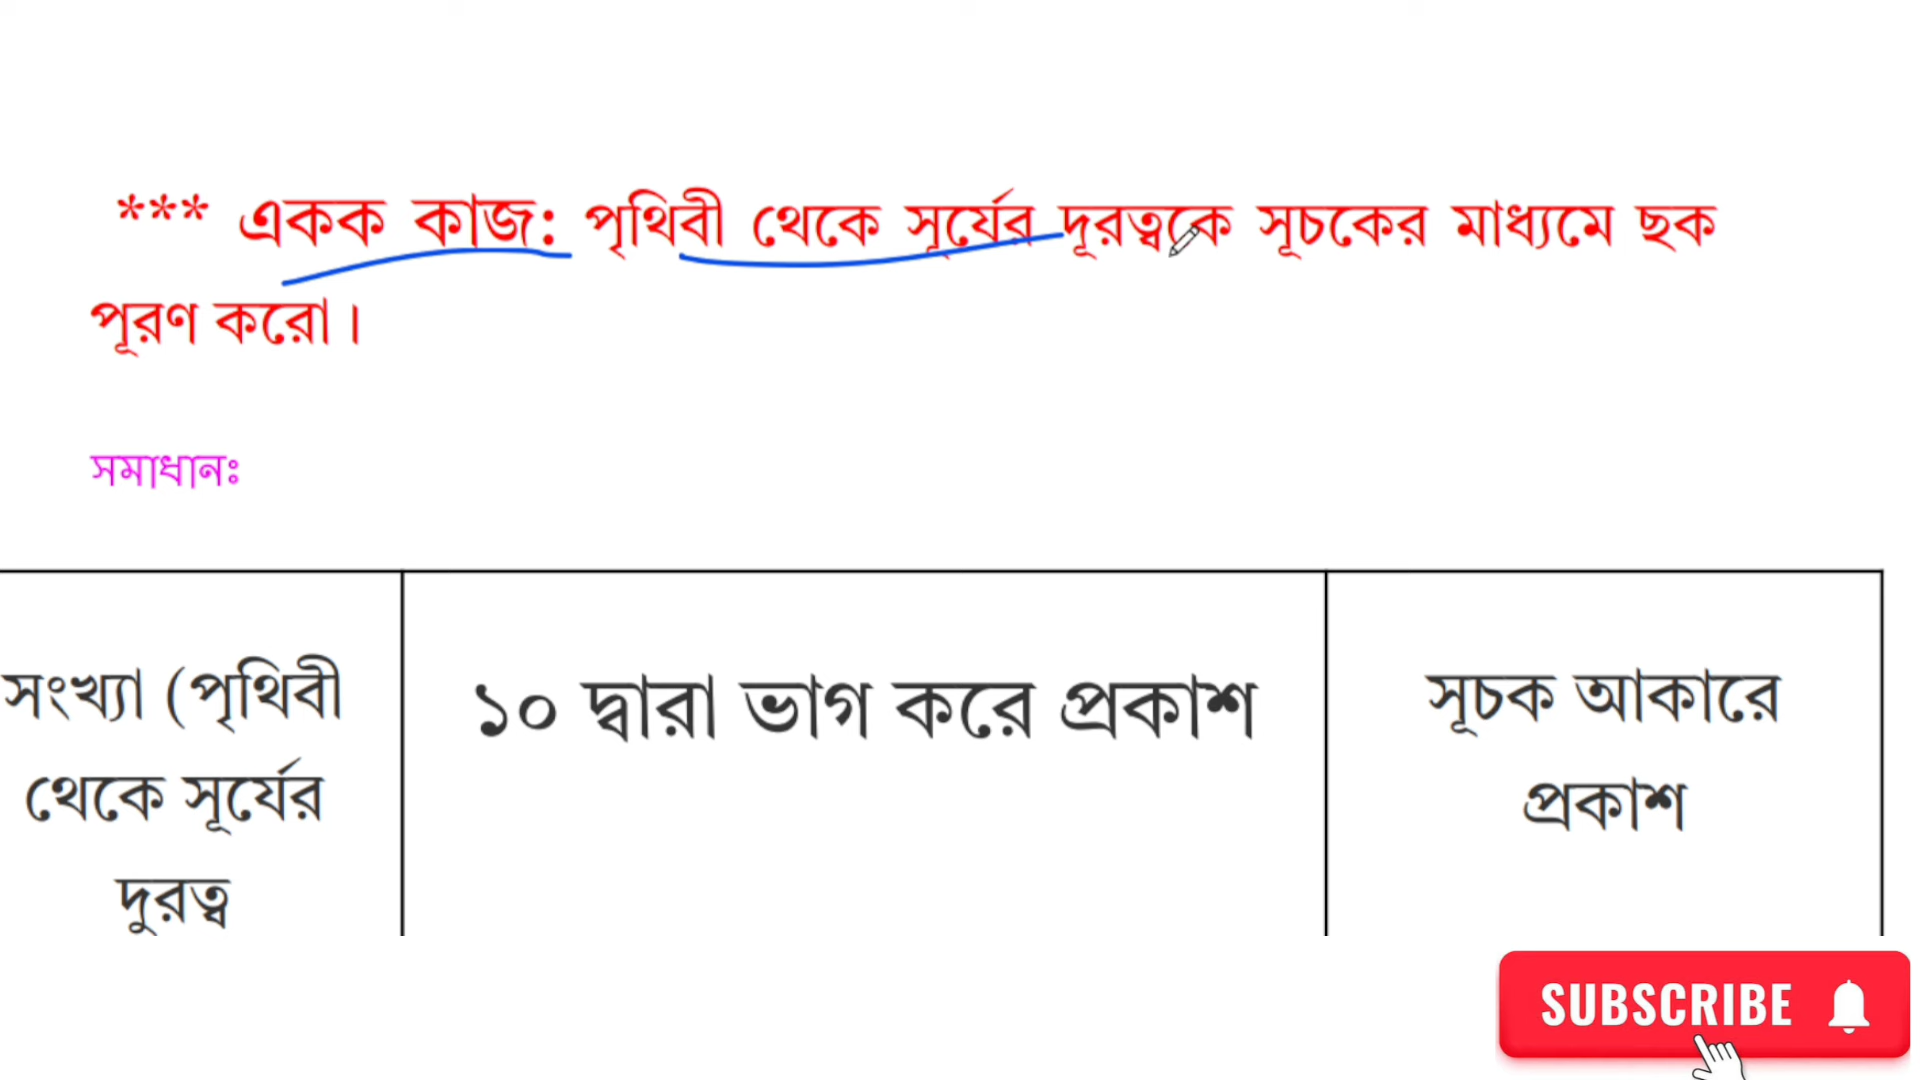 *** একক কাজ: পৃথিবী থেকে সূর্যের দূরত্বকে সূচকের মাধ্যমে ছক
পূরণ করো।
সমাধানঃ
সংখ্যা (পৃথিবী
থেকে সূর্যের
দুরত্ব
১০ দ্বারা ভাগ করে প্রকাশ
সূচক আকারে
প্রকাশ
SUBSCRIBE